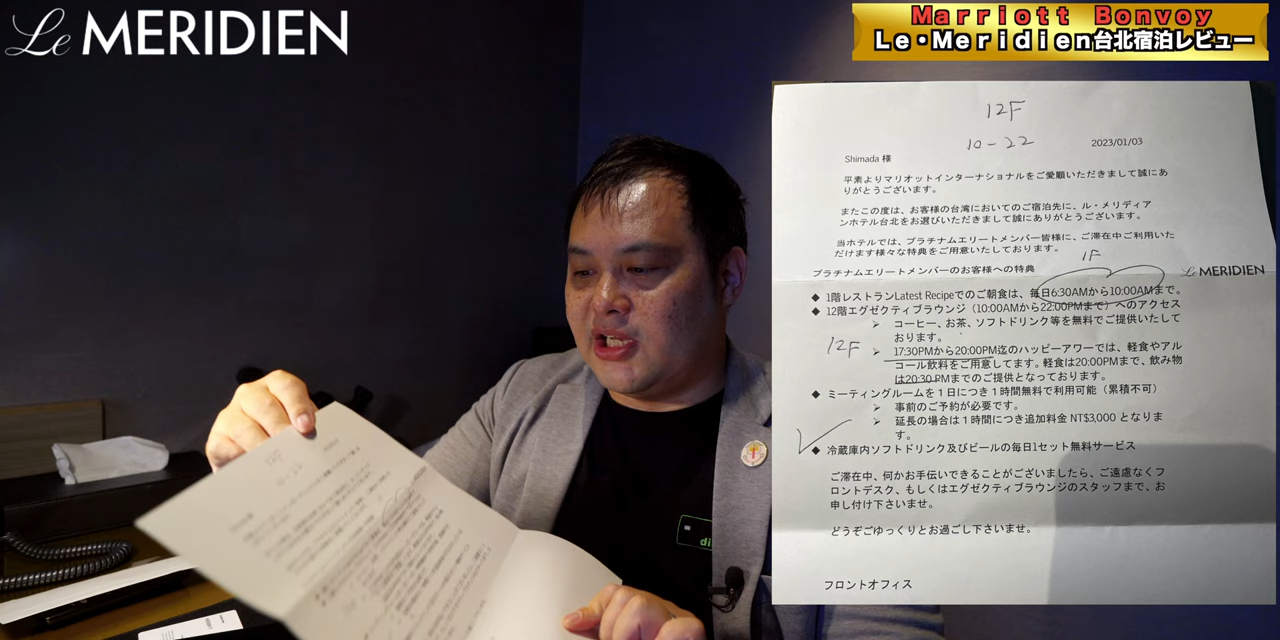 Le MERIDIEN
Marriott Bonvoy
Le・Meridien台北宿泊レビュー
12F
10-22
2023/01/03
Shimada 様
平素よりマリオットインターナショナルをご愛顧いただきまして誠にあ
りがとうございます。
またこの度は、お客様の台湾においてのご宿泊先に、ル・メリディア
ンホテル台北をお選びいただきまして誠にありがとうございます。
当ホテルでは、プラチナムエリートメンバー皆様に、ご滞在中ご利用いた
だけます様々な特典をご用意いたしております。
1F
プラチナムエリートメンバーのお客様への特典
Le MERIDIEN
◆ 1階レストランLatest Recipeでのご朝食は、毎日6:30AMから10:00AMまで。
◆ 12階エグゼクティブラウンジ（10:00AMから22:00PMまで）へのアクセス
➢ コーヒー、お茶、ソフトドリンク等を無料でご提供いたして
おります。
12F
➢ 17:30PMから20:00PM迄のハッピーアワーでは、軽食やアル
コール飲料をご用意してます。軽食は20:00PMまで、飲み物
は20:30 PMまでのご提供となっております。
◆ ミーティングルームを１日につき１時間無料で利用可能（累積不可）
➢ 事前のご予約が必要です。
➢ 延長の場合は１時間につき追加料金 NT$3,000 となりま
す。
◆ 冷蔵庫内ソフトドリンク及びビールの毎日1セット無料サービス
ご滞在中、何かお手伝いできることがございましたら、ご遠慮なくフ
ロントデスク、もしくはエグゼクティブラウンジのスタッフまで、お
申し付け下さいませ。
どうぞごゆっくりとお過ごし下さいませ。
フロントオフィス